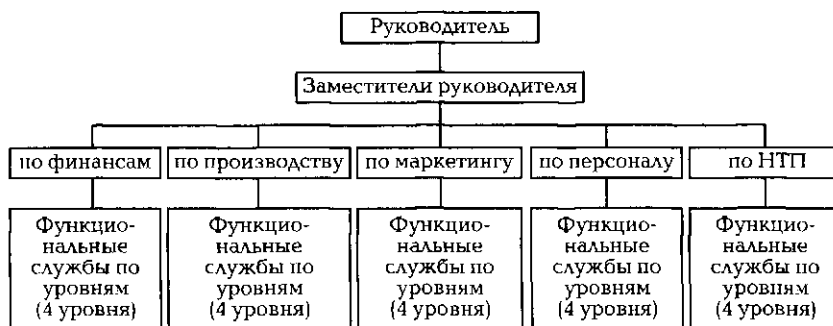 Руководитель
Заместители руководителя
по финансам
по производству
по маркетингу
по персоналу
по НТП
Функцио-
нальные
службы по
уровням
(4 уровня)
Функцио-
нальные
службы по
уровням
(4 уровня)
Функцио-
нальные
службы по
уровням
(4 уровня)
Функцио-
нальные
службы по
уровням
(4 уровня)
Функцио-
нальные
службы по
уровням
(4 уровня)